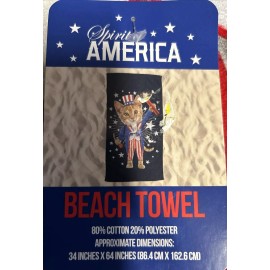 Spirit of
AMERICA
BEACH TOWEL
80% COTTON 20% POLYESTER
APPROXIMATE DIMENSIONS:
34 INCHES X 64 INCHES (86.4 CM X 162.6 CM)